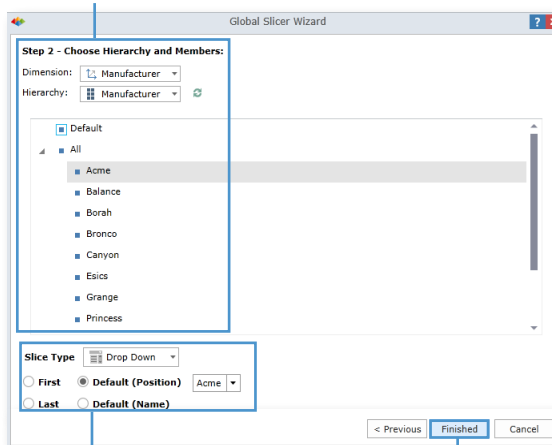 Global Slicer Wizard
?
Step 2 - Choose Hierarchy and Members:
Dimension: Manufacturer
Hierarchy: Manufacturer
Default
All
Acme
Balance
Borah
Bronco
Canyon
Esics
Grange
Princess
Slice Type Drop Down
First Default (Position) Acme
Last Default (Name)
< Previous Finished Cancel